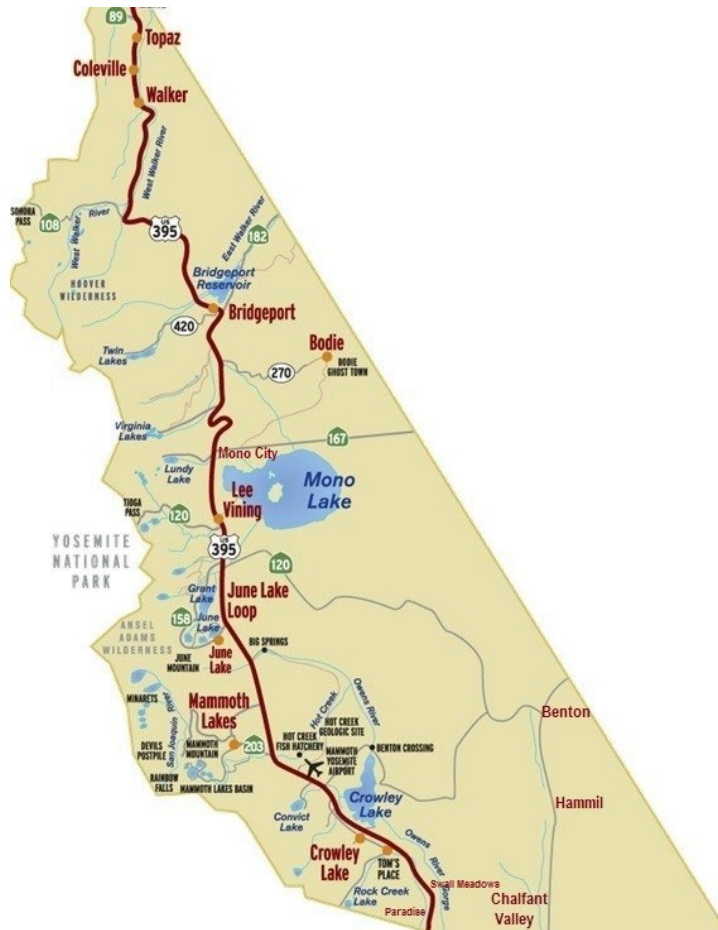 89
Topaz
Coleville
Walker
West Walker River
SONORA
PASS
108
River
West Walker
US
395
East Walker River
182
HOOVER
WILDERNESS
Bridgeport
Reservoir
Bridgeport
420
Twin
Lakes
Bodie
BODIE
GHOST TOWN
270
Virginia
Lakes
167
Mono City
Lundy
Lake
Mono
Lake
Lee
Vining
TIOGA
PASS
120
YOSEMITE
NATIONAL
PARK
US
395
120
Grant
Lake
June Lake
Loop
158
June
Lake
ANSEL
ADAMS
WILDERNESS
JUNE
MOUNTAIN
June
Lake
BIG SPRINGS
MINARETS
San Joaquin River
Mammoth
Lakes
Hot Creek
Owens River
HOT CREEK
GEOLOGIC SITE
Benton
DEVILS
POSTPILE
MAMMOTH
MOUNTAIN
203
HOT CREEK
FISH HATCHERY
MAMMOTH
YOSEMITE
AIRPORT
BENTON CROSSING
RAINBOW
FALLS
MAMMOTH LAKES BASIN
Crowley
Lake
Hammil
Convict
Lake
Owens River Gorge
Crowley
Lake
TOM'S
PLACE
Swall Meadows
Rock Creek
Lake
Paradise
Chalfant
Valley